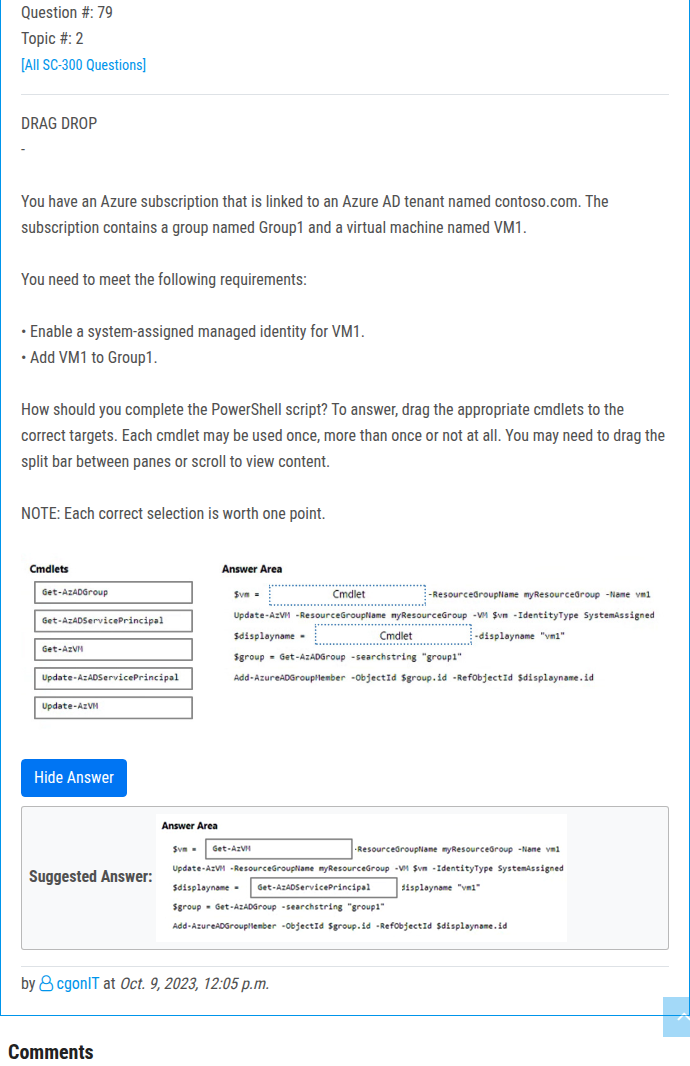 Question #: 79
Topic #: 2
[All SC-300 Questions]
DRAG DROP
-
You have an Azure subscription that is linked to an Azure AD tenant named contoso.com. The
subscription contains a group named Group1 and a virtual machine named VM1.
You need to meet the following requirements:
• Enable a system-assigned managed identity for VM1.
• Add VM1 to Group1.
How should you complete the PowerShell script? To answer, drag the appropriate cmdlets to the
correct targets. Each cmdlet may be used once, more than once or not at all. You may need to drag the
split bar between panes or scroll to view content.
NOTE: Each correct selection is worth one point.
Cmdlets
Get-AzADGroup
Get-AzADServicePrincipal
Get-AzVM
Update-AzADServicePrincipal
Update-AzVM
Answer Area
$vm = Cmdlet -ResourceGroupName myResourceGroup -Name vm1
Update-AzVM -ResourceGroupName myResourceGroup -VM $vm -IdentityType SystemAssigned
$displayname = Cmdlet -displayname "vm1"
$group = Get-AzADGroup -searchstring "group1"
Add-AzureADGroupMember -ObjectId $group.id -RefObjectId $displayname.id
Hide Answer
Suggested Answer:
Answer Area
$vm = Get-AzVM -ResourceGroupName myResourceGroup -Name vm1
Update-AzVM -ResourceGroupName myResourceGroup -VM $vm -IdentityType SystemAssigned
$displayname = Get-AzADServicePrincipal displayname "vm1"
$group = Get-AzADGroup -searchstring "group1"
Add-AzureADGroupMember -ObjectId $group.id -RefObjectId $displayname.id
by cgonIT at Oct. 9, 2023, 12:05 p.m.
Comments